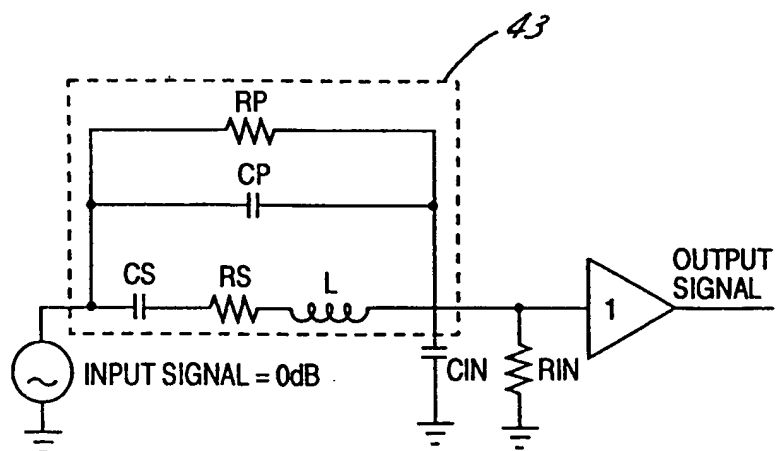 43
RP
CP
CS RS L
OUTPUT
SIGNAL
1
INPUT SIGNAL = 0dB
CIN RIN